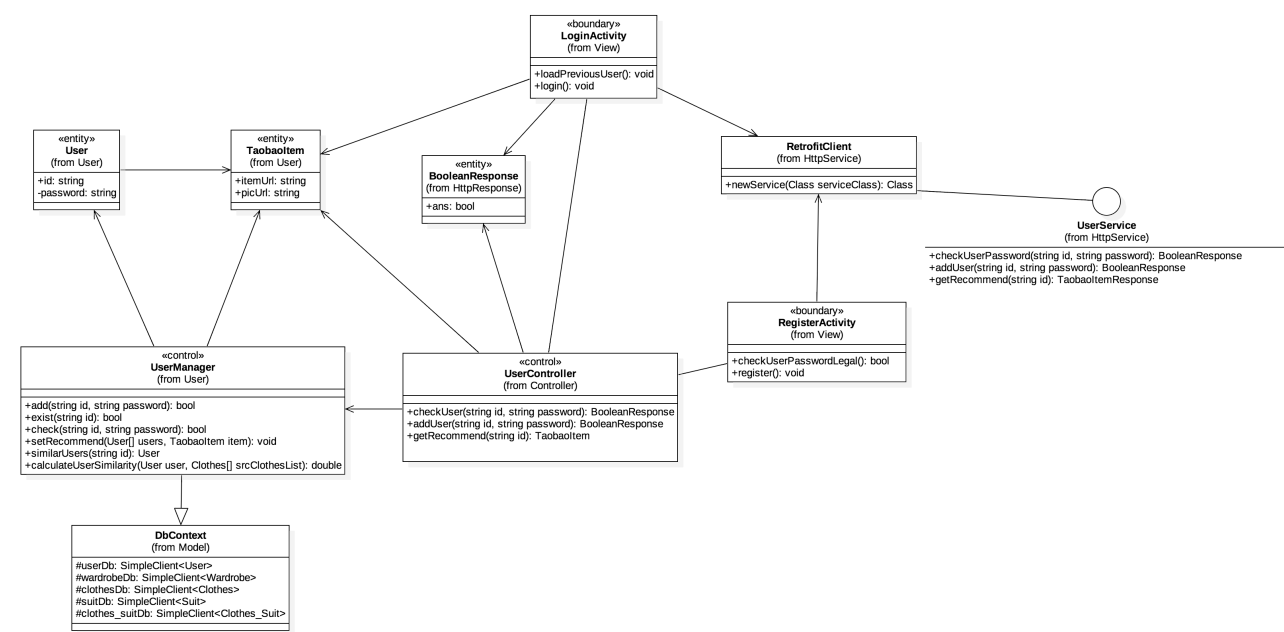 «boundary»
LoginActivity
(from View)
+loadPreviousUser(): void
+login(): void
«entity»
User
(from User)
+id: string
-password: string
«entity»
TaobaoItem
(from User)
+itemUrl: string
+picUrl: string
«entity»
BooleanResponse
(from HttpResponse)
+ans: bool
RetrofitClient
(from HttpService)
+newService(Class serviceClass): Class
UserService
(from HttpService)
+checkUserPassword(string id, string password): BooleanResponse
+addUser(string id, string password): BooleanResponse
+getRecommend(string id): TaobaoItemResponse
«boundary»
RegisterActivity
(from View)
+checkUserPasswordLegal(): bool
+register(): void
«control»
UserManager
(from User)
+add(string id, string password): bool
+exist(string id): bool
+check(string id, string password): bool
+setRecommend(User[] users, TaobaoItem item): void
+similarUsers(string id): User
+calculateUserSimilarity(User user, Clothes[] srcClothesList): double
«control»
UserController
(from Controller)
+checkUser(string id, string password): BooleanResponse
+addUser(string id, string password): BooleanResponse
+getRecommend(string id): TaobaoItem
DbContext
(from Model)
#userDb: SimpleClient<User>
#wardrobeDb: SimpleClient<Wardrobe>
#clothesDb: SimpleClient<Clothes>
#suitDb: SimpleClient<Suit>
#clothes_suitDb: SimpleClient<Clothes_Suit>